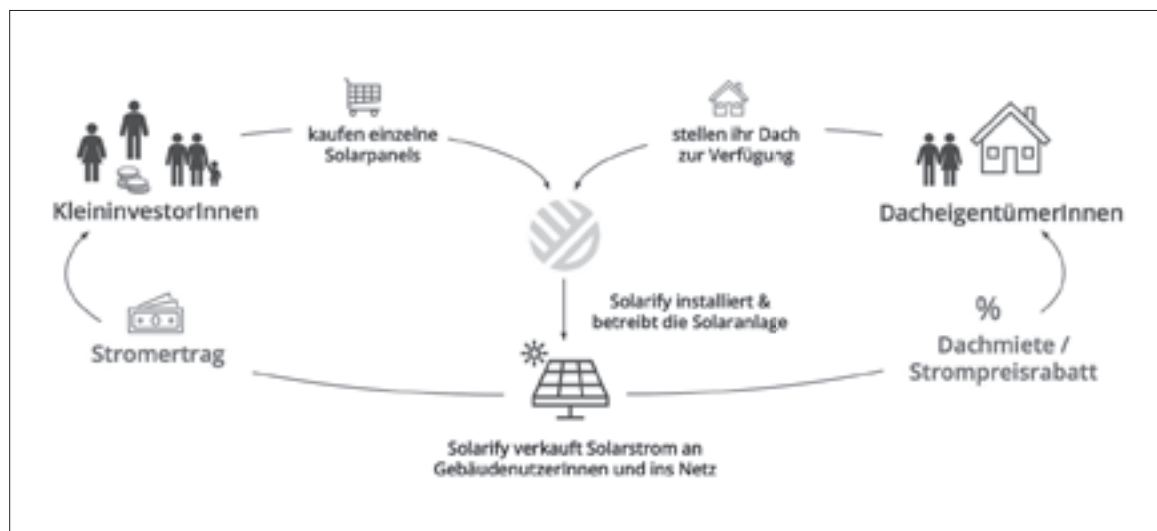 kaufen einzelne
Solarpanels
stellen ihr Dach
zur Verfügung
KleininvestorInnen
DacheigentümerInnen
Solarify installiert &
betreibt die Solaranlage
Stromertrag
%
Dachmiete /
Strompreisrabatt
Solarify verkauft Solarstrom an
GebäudenutzerInnen und ins Netz